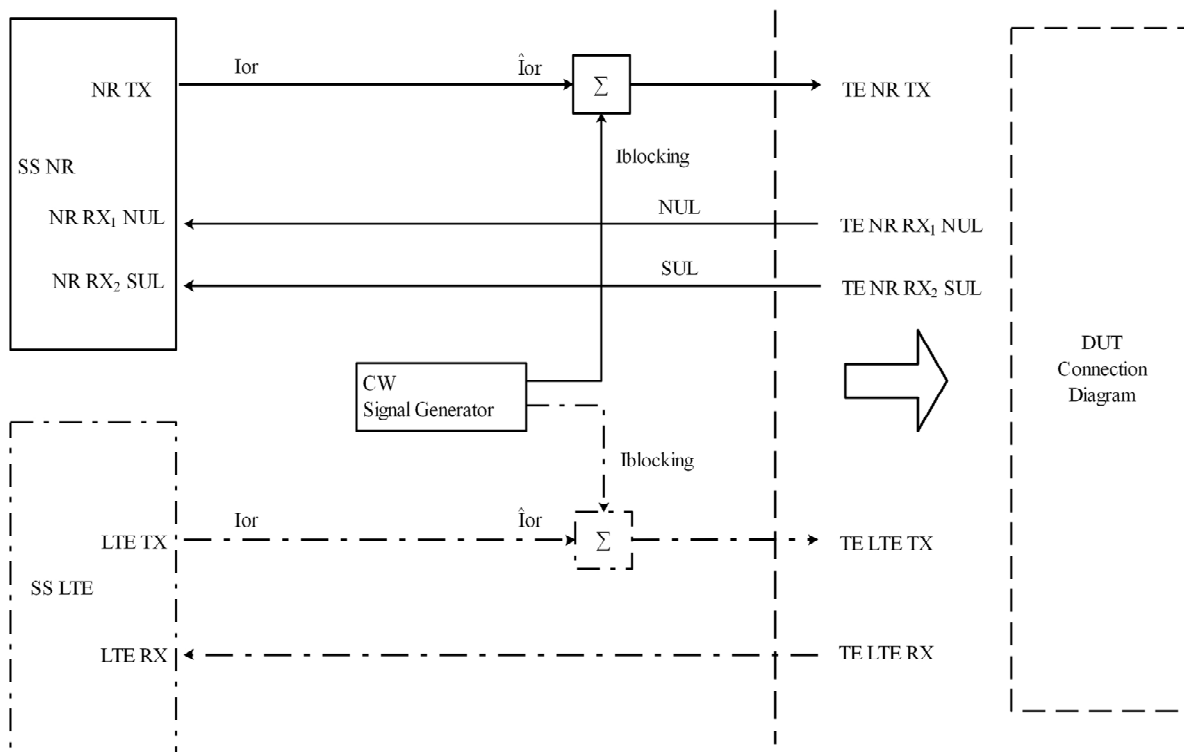 Ior
Îor
NR TX
Σ
TE NR TX
Iblocking
SS NR
NR RX₁ NUL
NUL
TE NR RX₁ NUL
NR RX₂ SUL
SUL
TE NR RX₂ SUL
DUT
Connection
Diagram
CW
Signal Generator
Iblocking
Ior
Îor
LTE TX
Σ
TE LTE TX
SS LTE
LTE RX
TE LTE RX